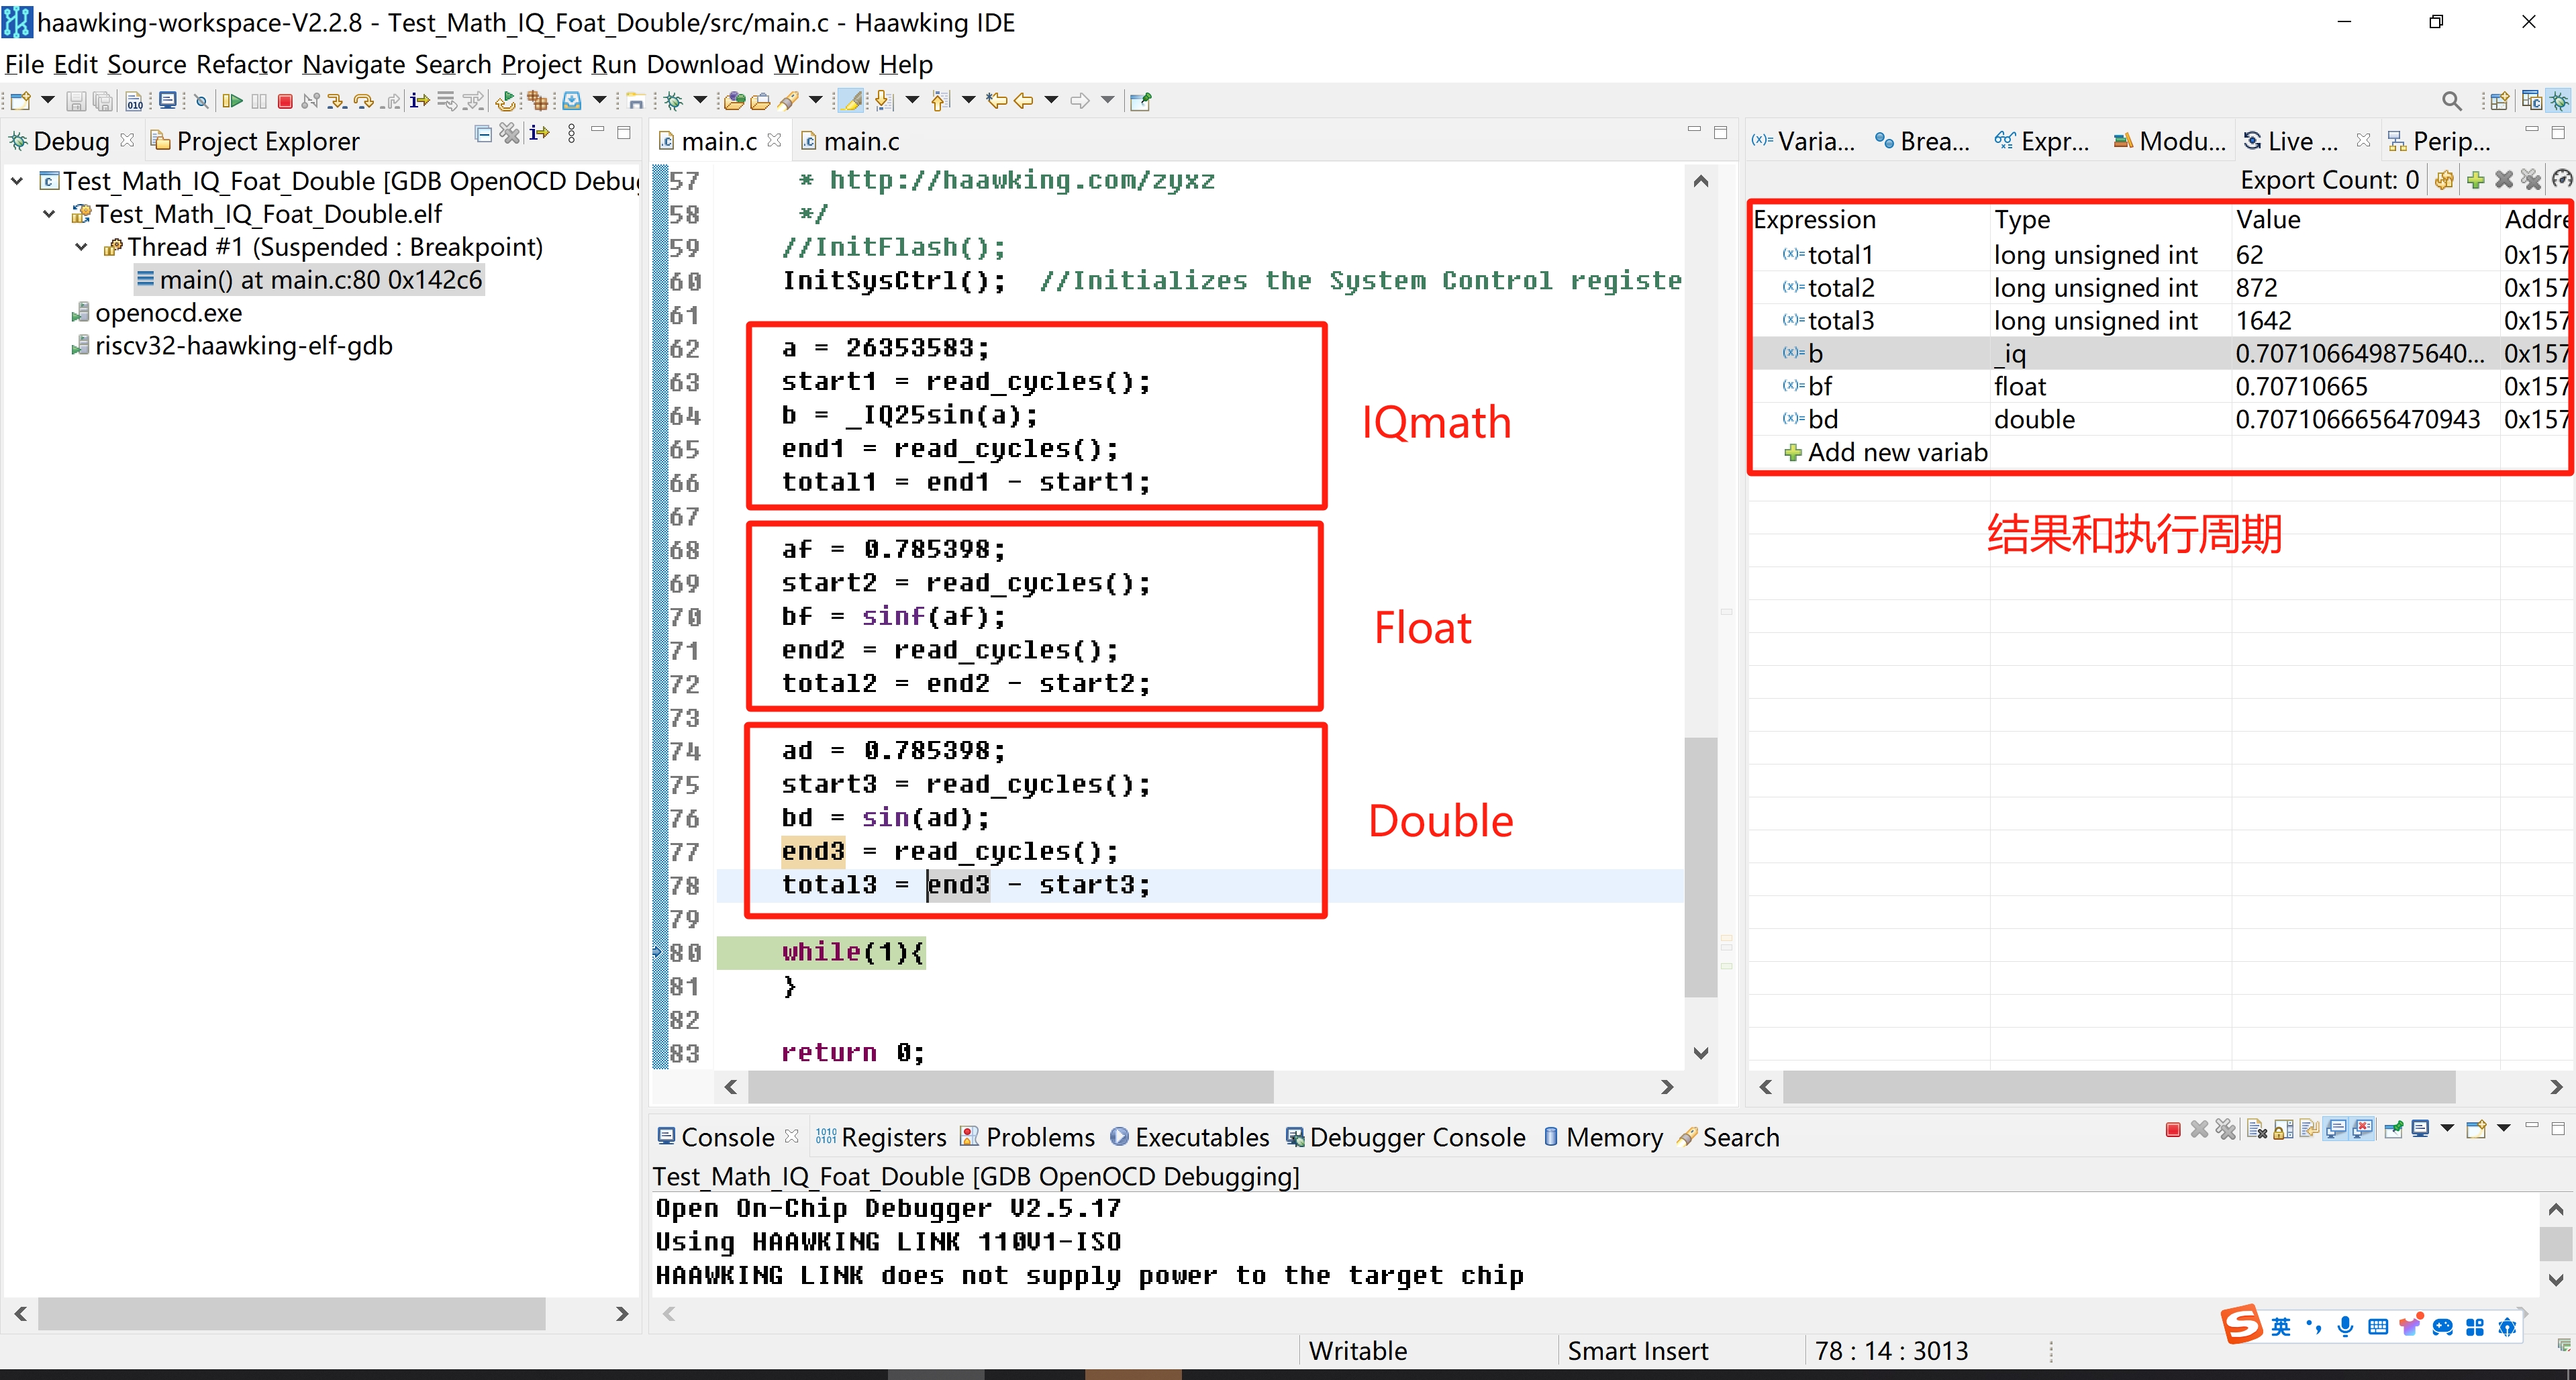 haawking-workspace-V2.2.8 - Test_Math_IQ_Foat_Double/src/main.c - Haawking IDE
File Edit Source Refactor Navigate Search Project Run Download Window Help
Debug
Project Explorer
Test_Math_IQ_Foat_Double [GDB OpenOCD Debu
Test_Math_IQ_Foat_Double.elf
Thread #1 (Suspended : Breakpoint)
main() at main.c:80 0x142c6
openocd.exe
riscv32-haawking-elf-gdb
main.c
main.c
57 * http://haawking.com/zyxz
58 */
59 //InitFlash();
60 InitSysCtrl(); //Initializes the System Control registe
61
62 a = 26353583;
63 start1 = read_cycles();
64 b = _IQ25sin(a);
65 end1 = read_cycles();
66 total1 = end1 - start1;
67
68 af = 0.785398;
69 start2 = read_cycles();
70 bf = sinf(af);
71 end2 = read_cycles();
72 total2 = end2 - start2;
73
74 ad = 0.785398;
75 start3 = read_cycles();
76 bd = sin(ad);
77 end3 = read_cycles();
78 total3 = end3 - start3;
79
80 while(1){
81 }
82
83 return 0;
IQmath
Float
Double
(x)= Varia... Brea... Expr... Modu... Live ... Perip...
Export Count: 0
Expression Type Value Addre
(x)= total1 long unsigned int 62 0x157
(x)= total2 long unsigned int 872 0x157
(x)= total3 long unsigned int 1642 0x157
(x)= b _iq 0.707106649875640... 0x157
(x)= bf float 0.70710665 0x157
(x)= bd double 0.7071066656470943 0x157
Add new variab
结果和执行周期
Console Registers Problems Executables Debugger Console Memory Search
Test_Math_IQ_Foat_Double [GDB OpenOCD Debugging]
Open On-Chip Debugger V2.5.17
Using HAAWKING LINK 110V1-ISO
HAAWKING LINK does not supply power to the target chip
英
Writable Smart Insert 78 : 14 : 3013